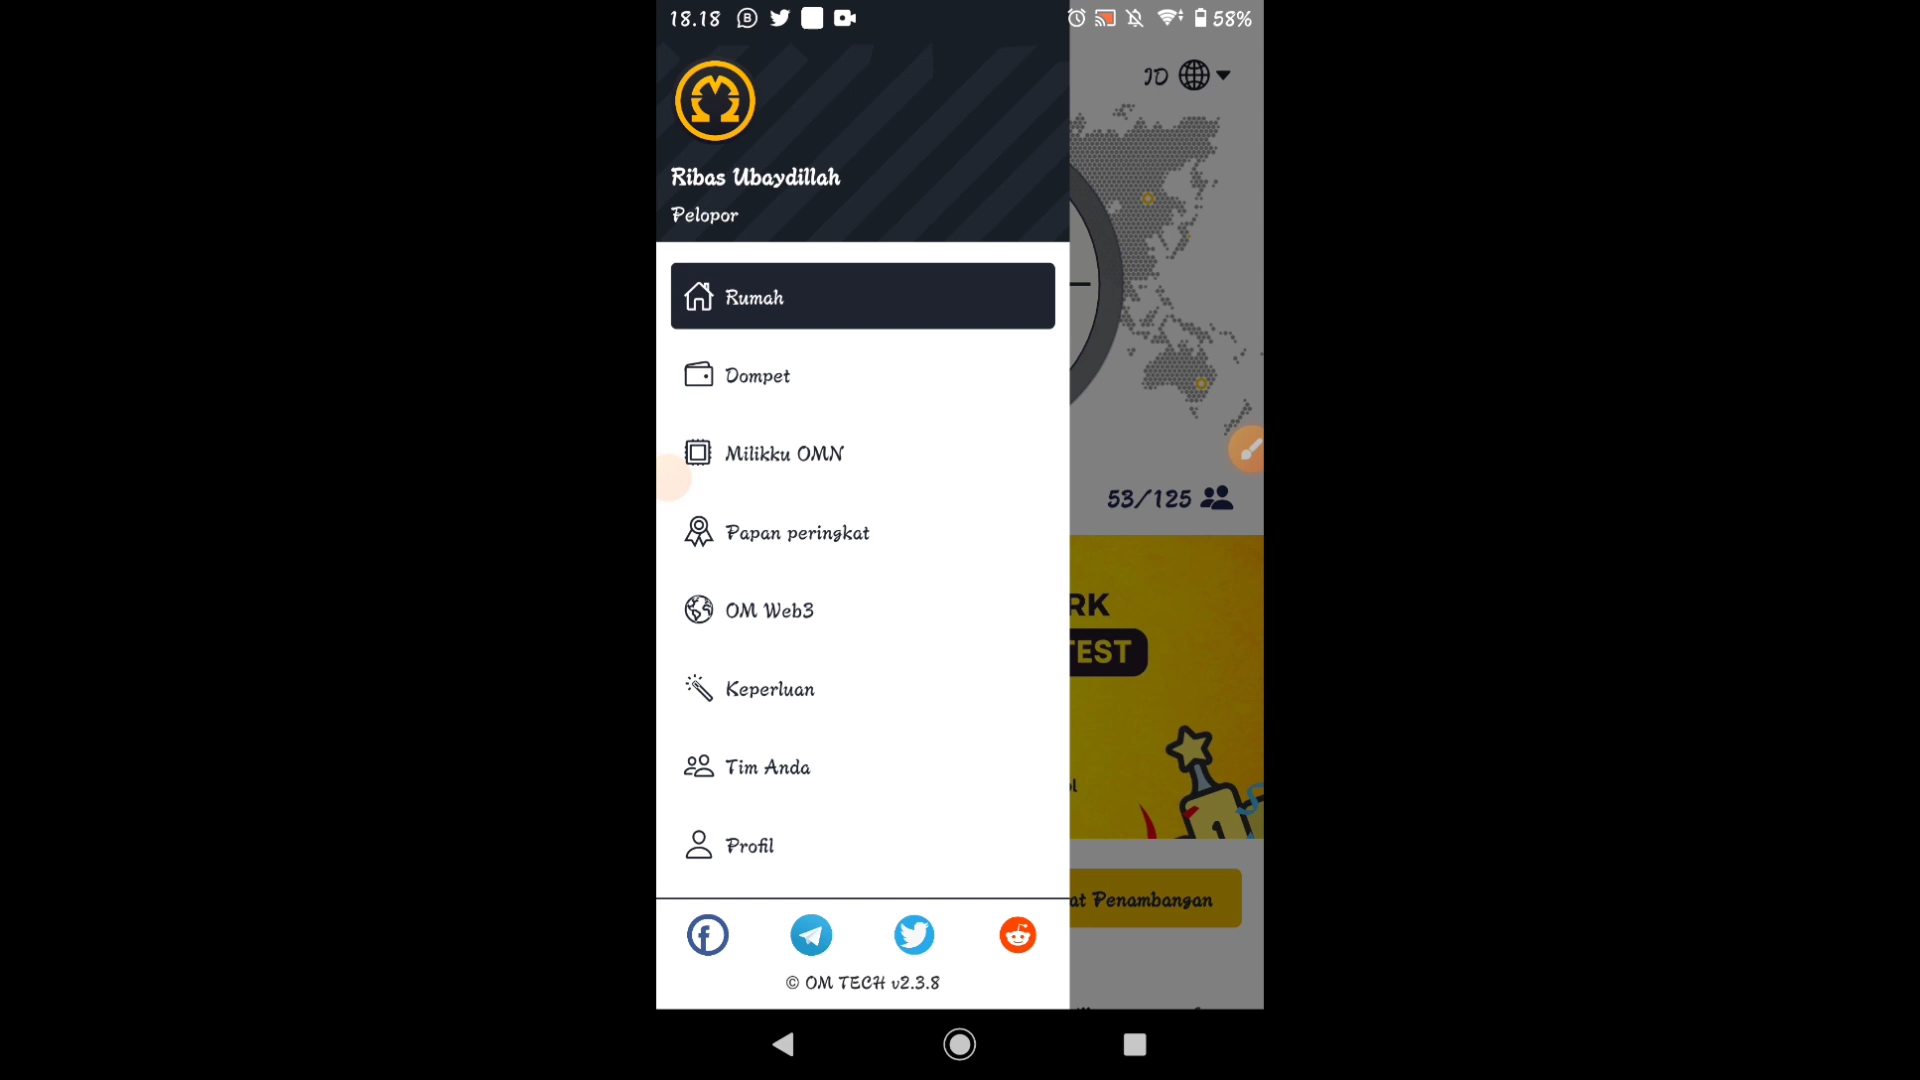 18.18
58%
ID
Ribas Ubaydillah
Pelopor
Rumah
Dompet
Milikku OMN
53/125
Papan peringkat
RK
TEST
OM Web3
Keperluan
Tim Anda
Profil
at Penambangan
© OM TECH v2.3.8